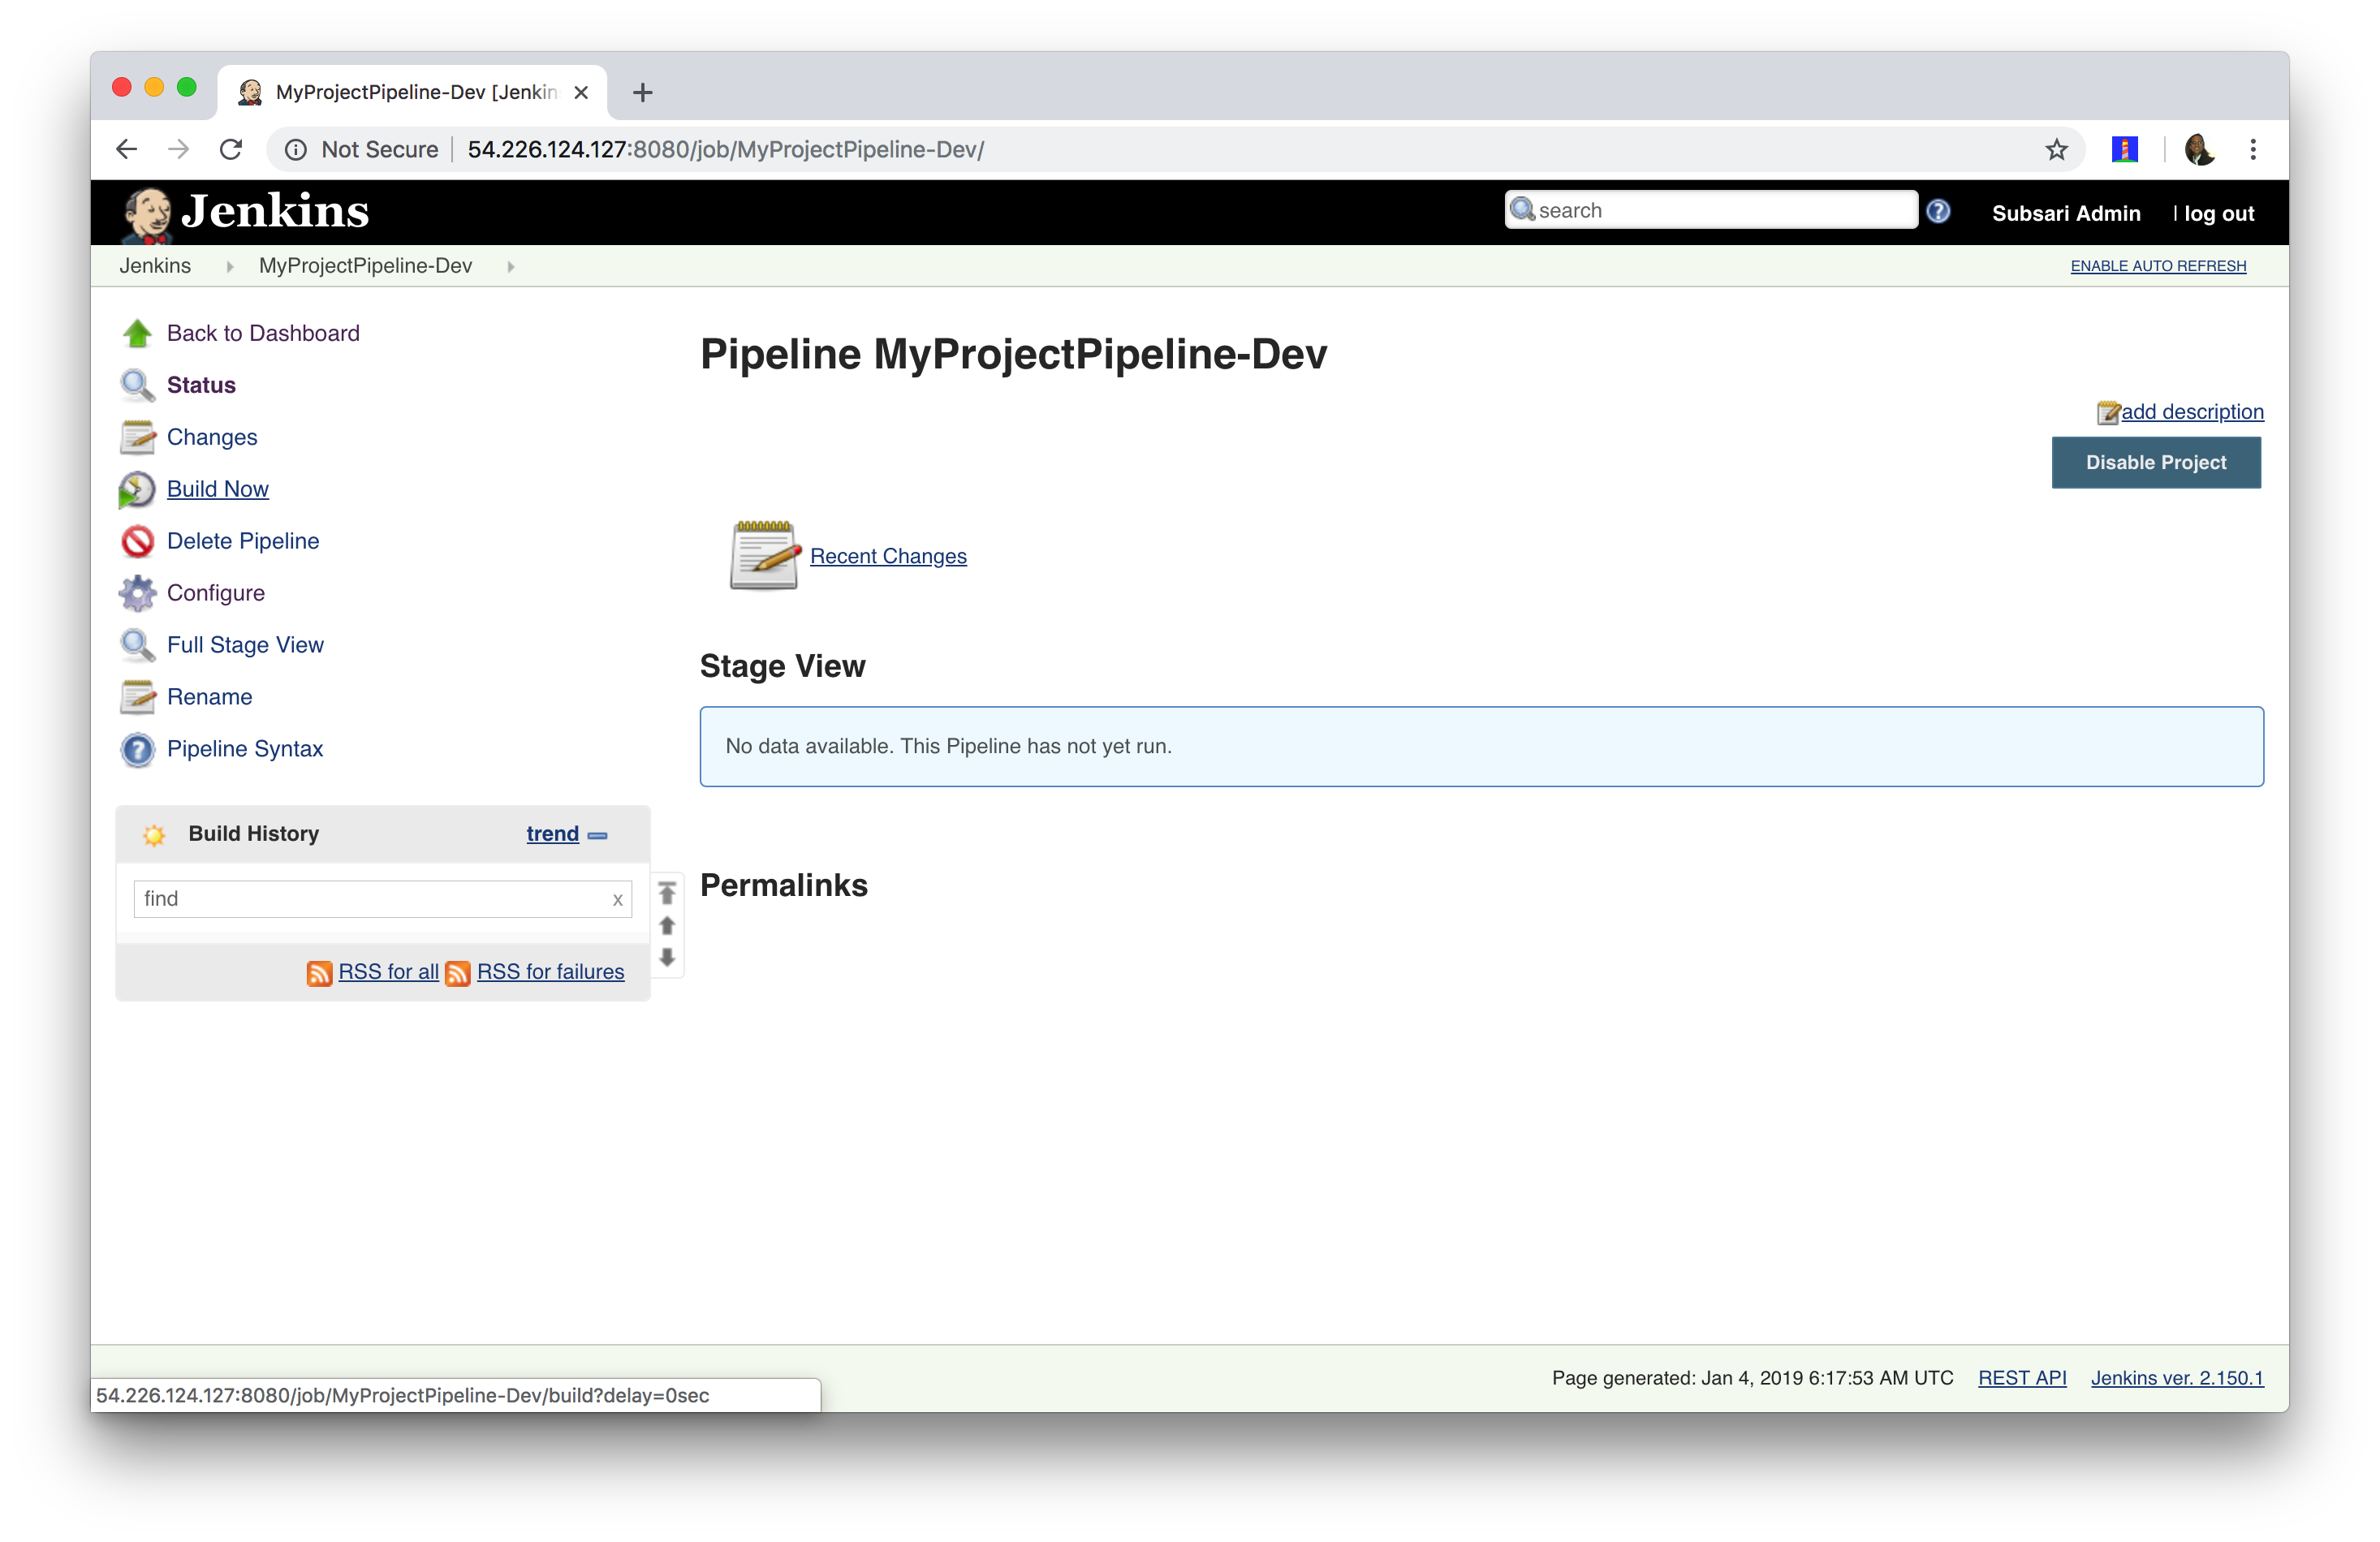 MyProjectPipeline-Dev [Jenkin
Not Secure 54.226.124.127:8080/job/MyProjectPipeline-Dev/
Jenkins
search
Subsari Admin | log out
Jenkins MyProjectPipeline-Dev
ENABLE AUTO REFRESH
Back to Dashboard
Status
Changes
Build Now
Delete Pipeline
Configure
Full Stage View
Rename
Pipeline Syntax
Build History trend
find x
RSS for all RSS for failures
Pipeline MyProjectPipeline-Dev
add description
Disable Project
Recent Changes
Stage View
No data available. This Pipeline has not yet run.
Permalinks
Page generated: Jan 4, 2019 6:17:53 AM UTC REST API Jenkins ver. 2.150.1
54.226.124.127:8080/job/MyProjectPipeline-Dev/build?delay=0sec